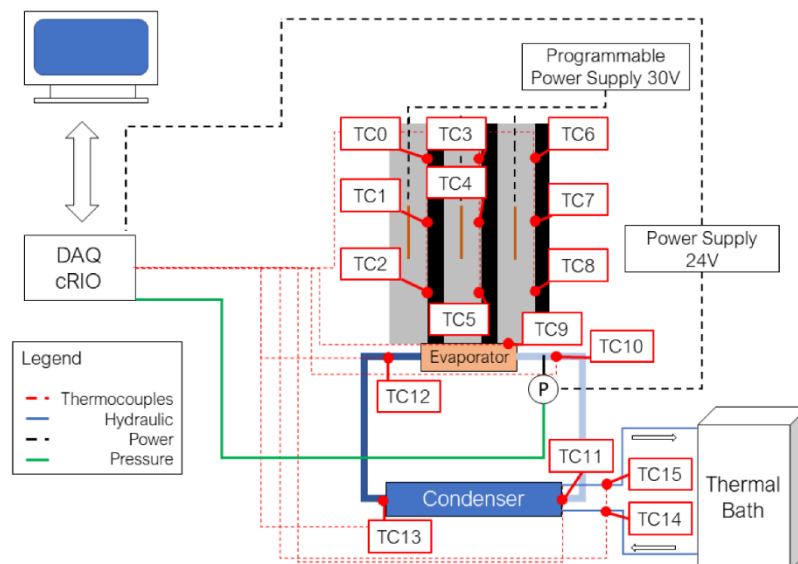 Programmable
Power Supply 30V
TC0
TC3
TC6
TC4
TC1
TC7
DAQ
cRIO
TC2
TC8
Power Supply
24V
TC5
TC9
Evaporator
TC10
Legend
Thermocouples
Hydraulic
Power
Pressure
TC12
P
TC11
TC15
Condenser
TC14
TC13
Thermal
Bath